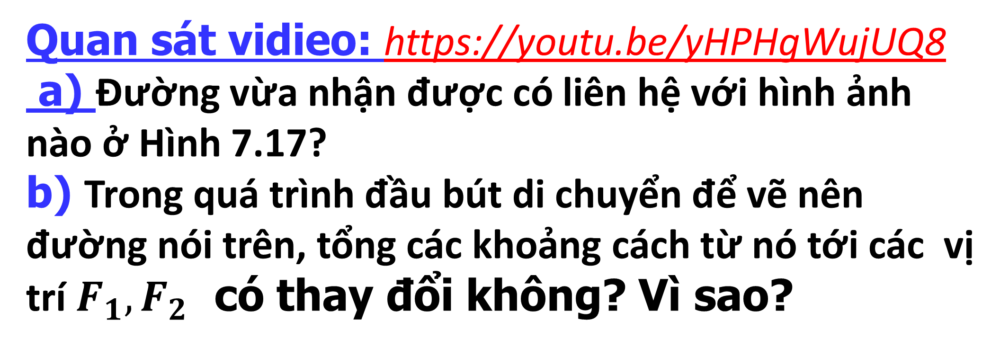 Quan sát vidieo: https://youtu.be/yHPHgWujUQ8
a) Đường vừa nhận được có liên hệ với hình ảnh
nào ở Hình 7.17?
b) Trong quá trình đầu bút di chuyển để vẽ nên
đường nói trên, tổng các khoảng cách từ nó tới các vị
trí F₁, F₂ có thay đổi không? Vì sao?